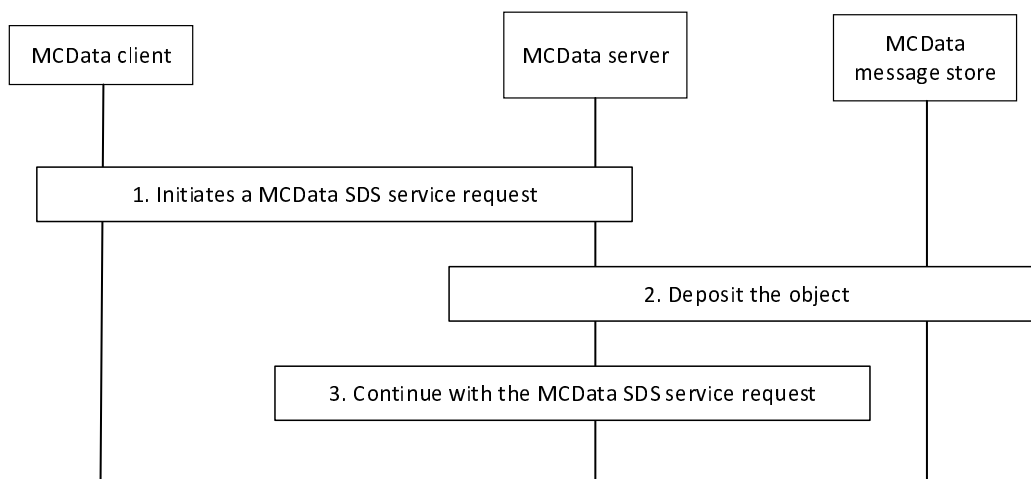 MCData client
MCData server
MCData
message store
1. Initiates a MCData SDS service request
2. Deposit the object
3. Continue with the MCData SDS service request